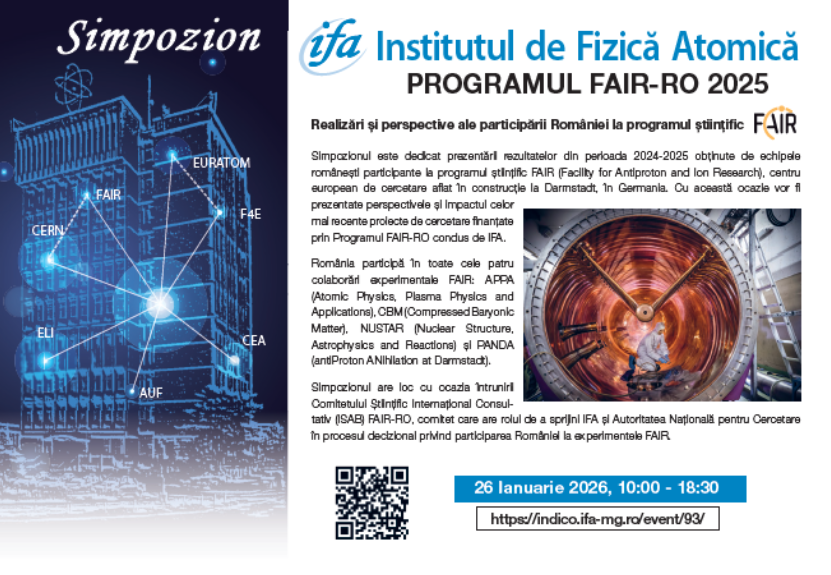 Simpozion
EURATOM
FAIR
F4E
CERN
ELI
CEA
AUF
ifa Institutul de Fizică Atomică
PROGRAMUL FAIR-RO 2025
Realizări și perspective ale participării României la programul științific FAIR
Simpozionul este dedicat prezentării rezultatelor din perioada 2024-2025 obținute de echipele
românești participante la programul științific FAIR (Facility for Antiproton and Ion Research), centru
european de cercetare aflat în construcție la Darmstadt, în Germania. Cu această ocazie vor fi
prezentate perspectivele și impactul celor
mai recente proiecte de cercetare finanțate
prin Programul FAIR-RO condus de IFA.
România participă în toate cele patru
colaborări experimentale FAIR: APPA
(Atomic Physics, Plasma Physics and
Applications), CBM (Compressed Baryonic
Matter), NUSTAR (Nuclear Structure,
Astrophysics and Reactions) și PANDA
(antiProton ANihilation at Darmstadt).
Simpozionul are loc cu ocazia întrunirii
Comitetului Științific Internațional Consul-
tativ (ISAB) FAIR-RO, comitet care are rolul de a sprijini IFA și Autoritatea Națională pentru Cercetare
în procesul decizional privind participarea României la experimentele FAIR.
26 Ianuarie 2026, 10:00 - 18:30
https://indico.ifa-mg.ro/event/93/